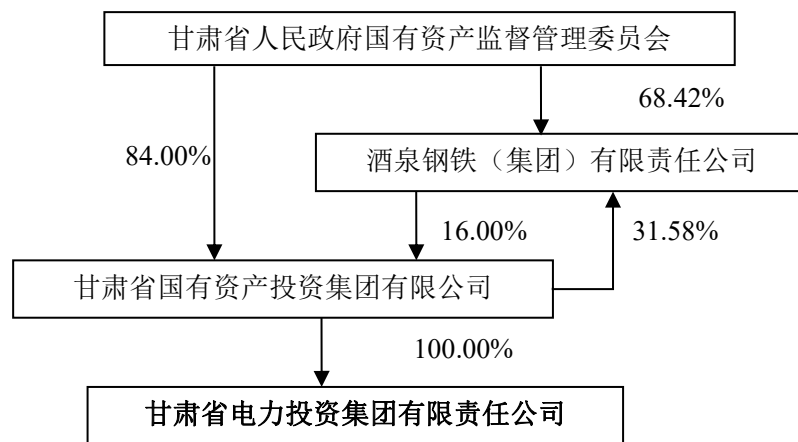 甘肃省人民政府国有资产监督管理委员会
68.42%
84.00%
酒泉钢铁（集团）有限责任公司
16.00%
31.58%
甘肃省国有资产投资集团有限公司
100.00%
甘肃省电力投资集团有限责任公司